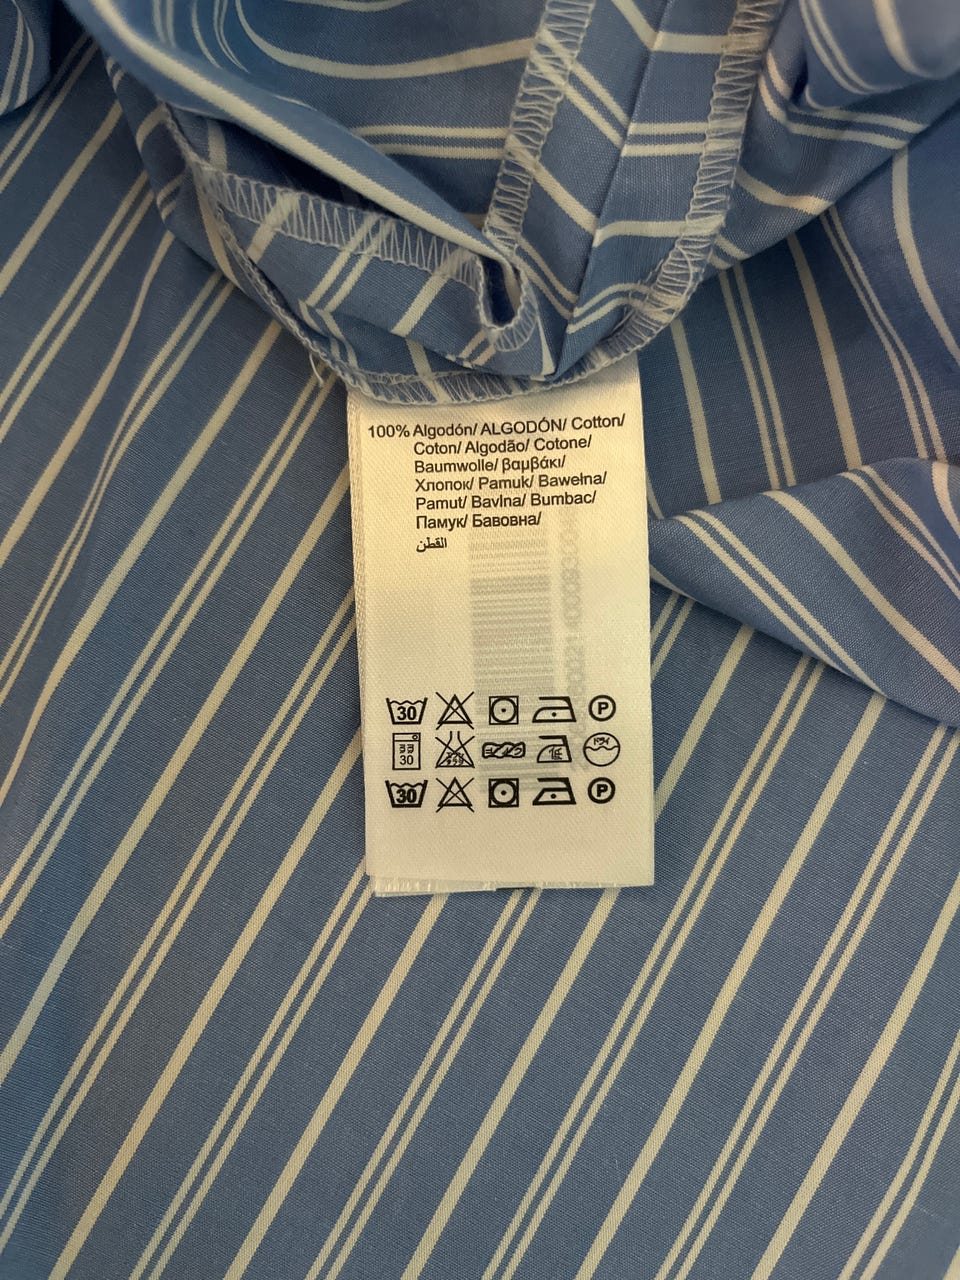 100% Algodón/ ALGODÓN/ Cotton/
Coton/ Algodão/ Cotone/
Baumwolle/ βαμβάκι/
Хлопок/ Pamuk/ Bawełna/
Pamut/ Bavlna/ Bumbac/
Памук/ Бавовна/
القطن
30 P
30
30 P